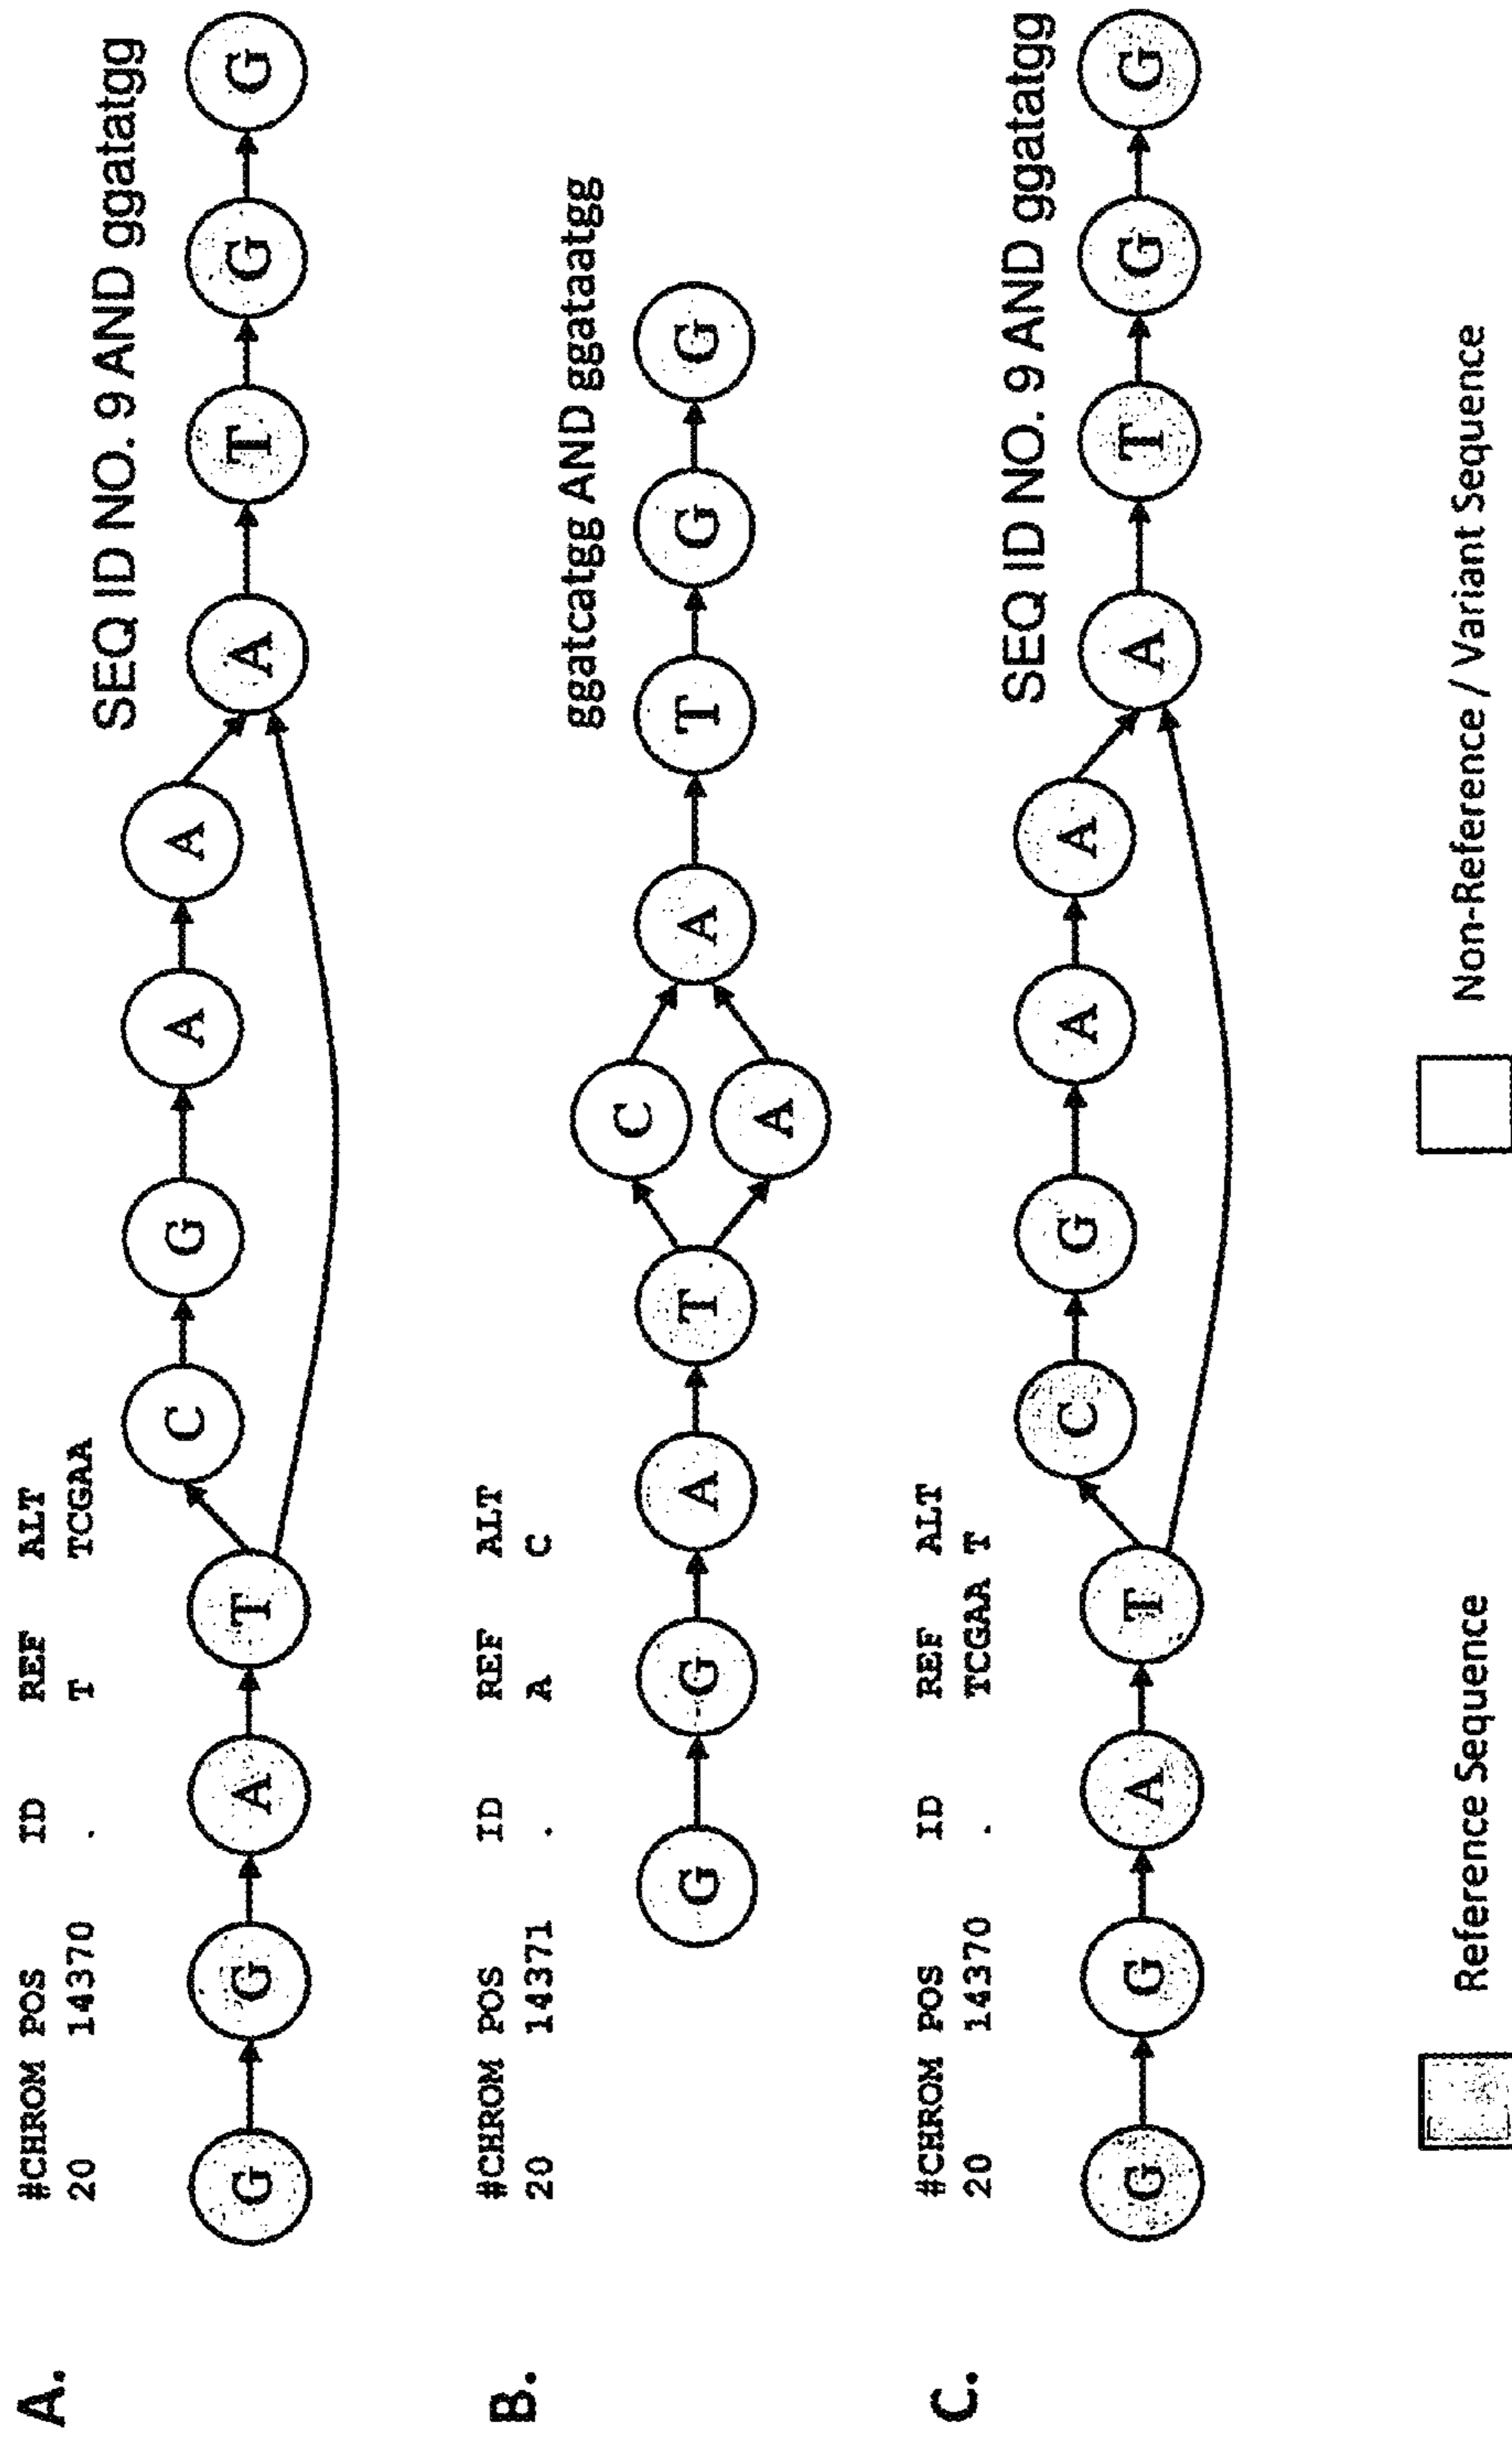 A.
#CHROM POS ID REF ALT
20 14370 . T TCGAA
SEQ ID NO. 9 AND ggatatgg
C G A A
G G A T A T G G
B.
#CHROM POS ID REF ALT
20 14371 . A C
ggatcatgg AND ggataatgg
C
G G A T A T G G
A
C.
#CHROM POS ID REF ALT
20 14370 . TCGAA T
SEQ ID NO. 9 AND ggatatgg
C G A A
G G A T A T G G
Reference Sequence
Non-Reference / Variant Sequence